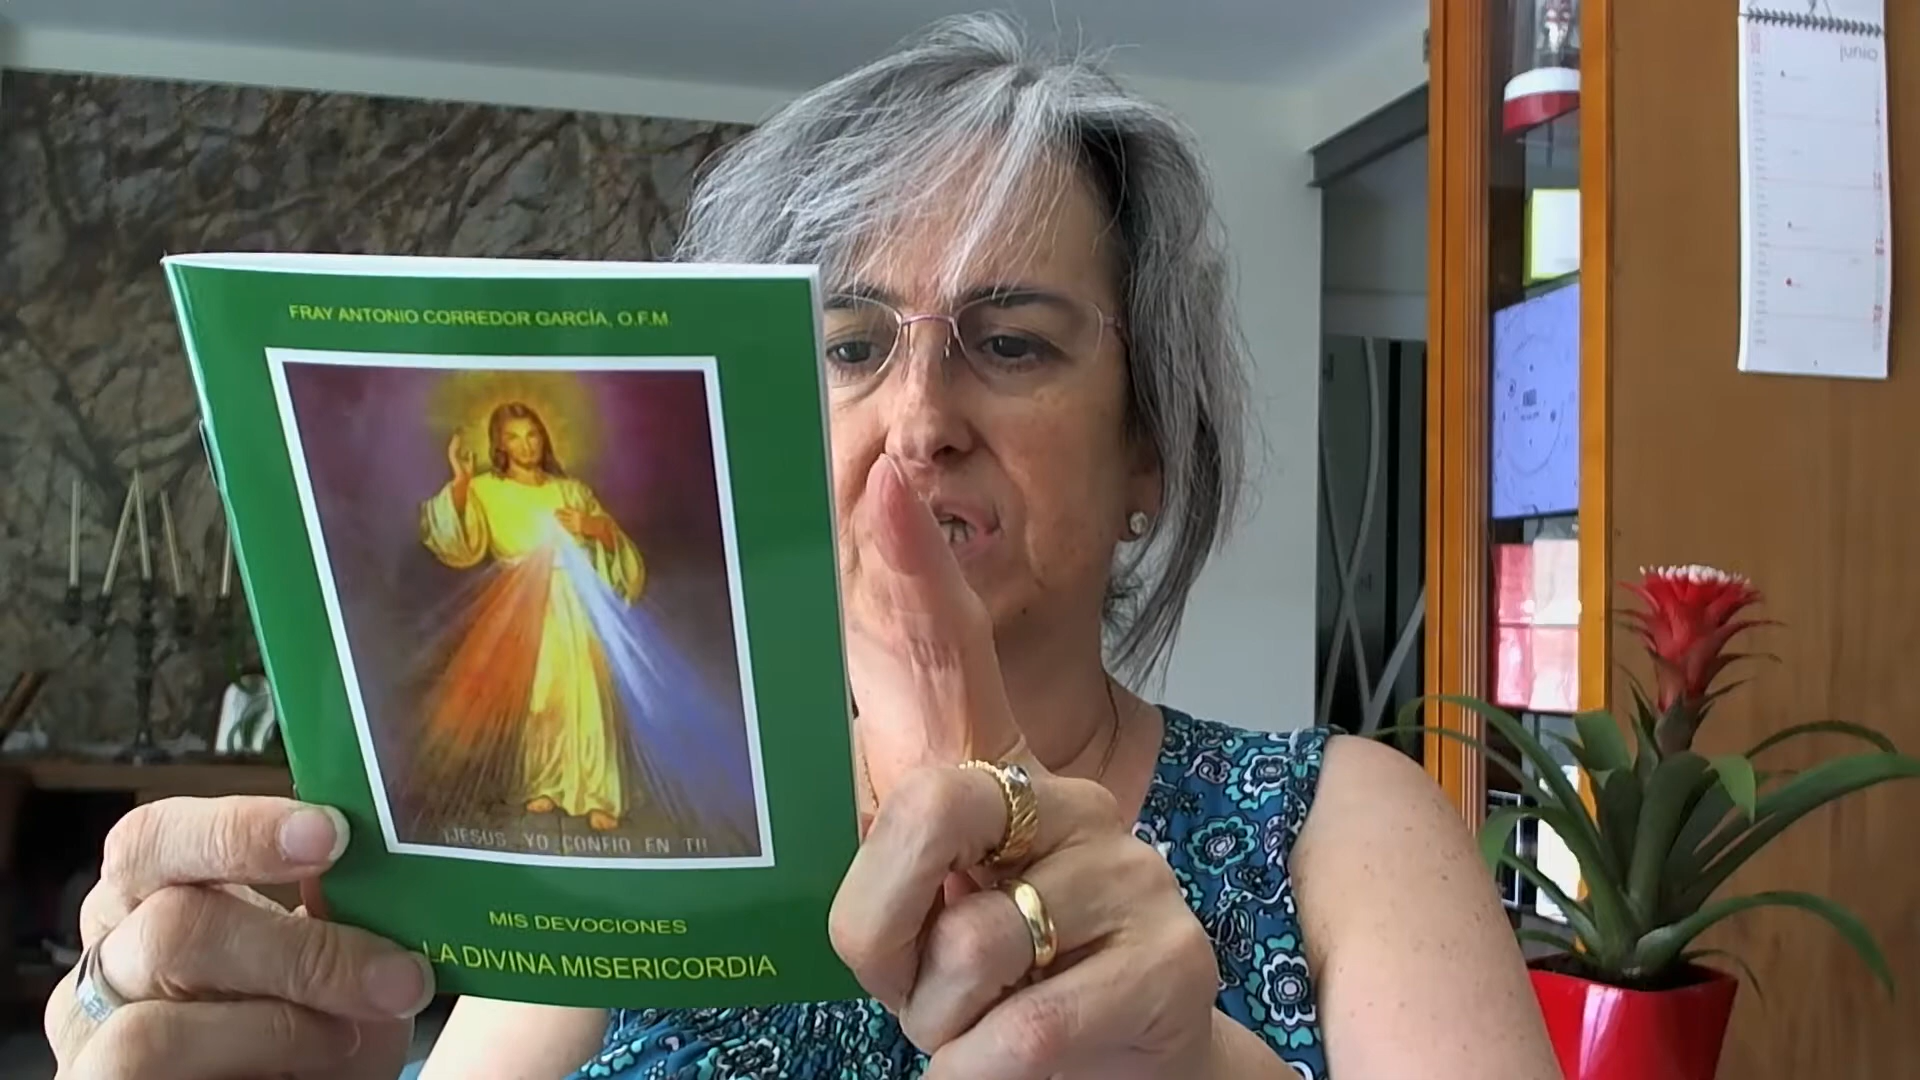 FRAY ANTONIO CORREDOR GARCÍA, O.F.M.
¡JESUS YO CONFIO EN TI!
MIS DEVOCIONES
LA DIVINA MISERICORDIA
junio